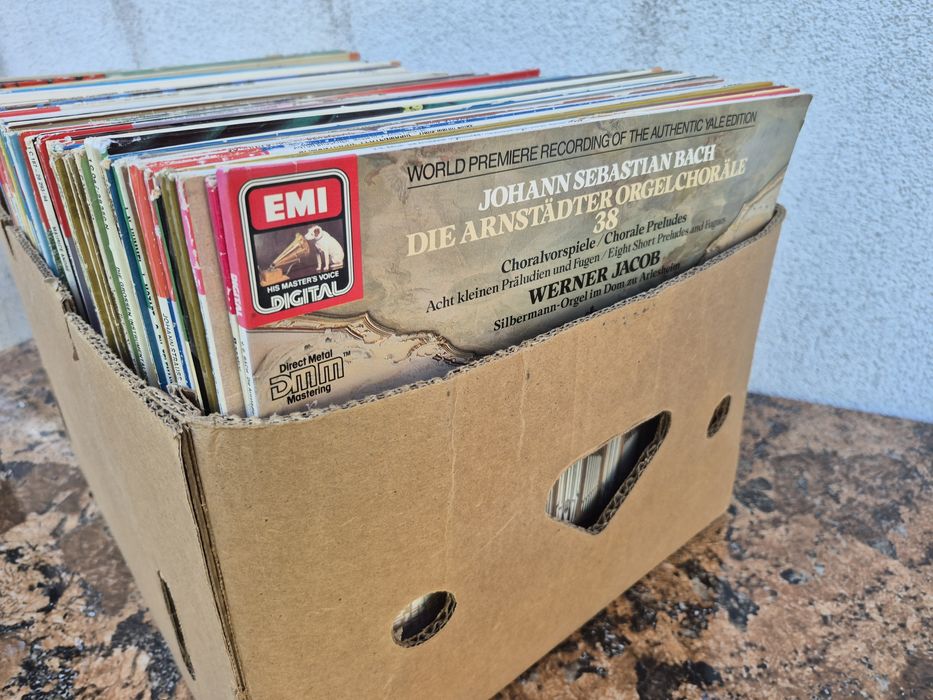 WORLD PREMIERE RECORDING OF THE AUTHENTIC YALE EDITION
JOHANN SEBASTIAN BACH
DIE ARNSTÄDTER ORGELCHORÄLE
38
Choralvorspiele / Chorale Preludes
Acht kleinen Präludien und Fugen / Eight Short Preludes and Fugues
WERNER JACOB
Silbermann-Orgel im Dom zu Arlesheim
EMI
HIS MASTER'S VOICE
DIGITAL
Direct Metal
DMM™
Mastering